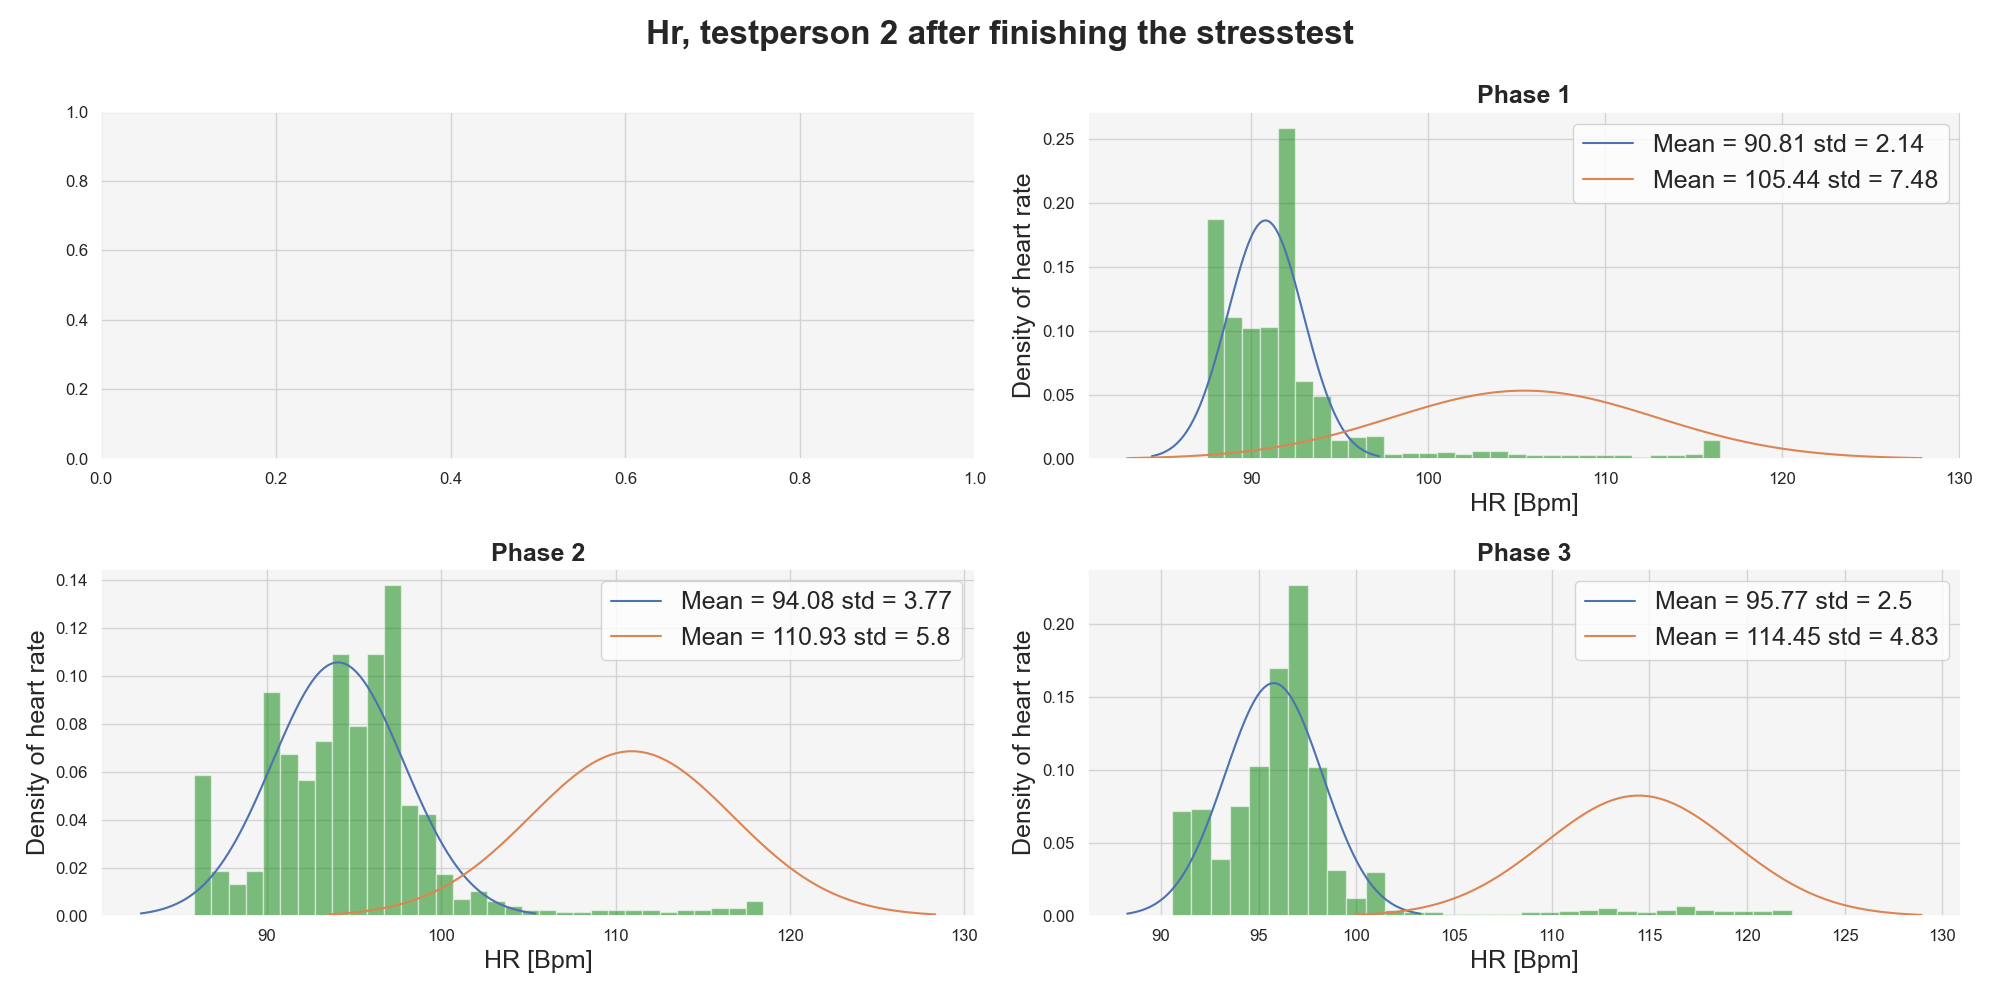 Hr, testperson 2 after finishing the stresstest
1.0
0.8
0.6
0.4
0.2
0.0
0.0 0.2 0.4 0.6 0.8 1.0
Phase 1
Density of heart rate
0.25
0.20
0.15
0.10
0.05
0.00
Mean = 90.81 std = 2.14
Mean = 105.44 std = 7.48
90 100 110 120 130
HR [Bpm]
Phase 2
Density of heart rate
0.14
0.12
0.10
0.08
0.06
0.04
0.02
0.00
Mean = 94.08 std = 3.77
Mean = 110.93 std = 5.8
90 100 110 120 130
HR [Bpm]
Phase 3
Density of heart rate
0.20
0.15
0.10
0.05
0.00
Mean = 95.77 std = 2.5
Mean = 114.45 std = 4.83
90 95 100 105 110 115 120 125 130
HR [Bpm]